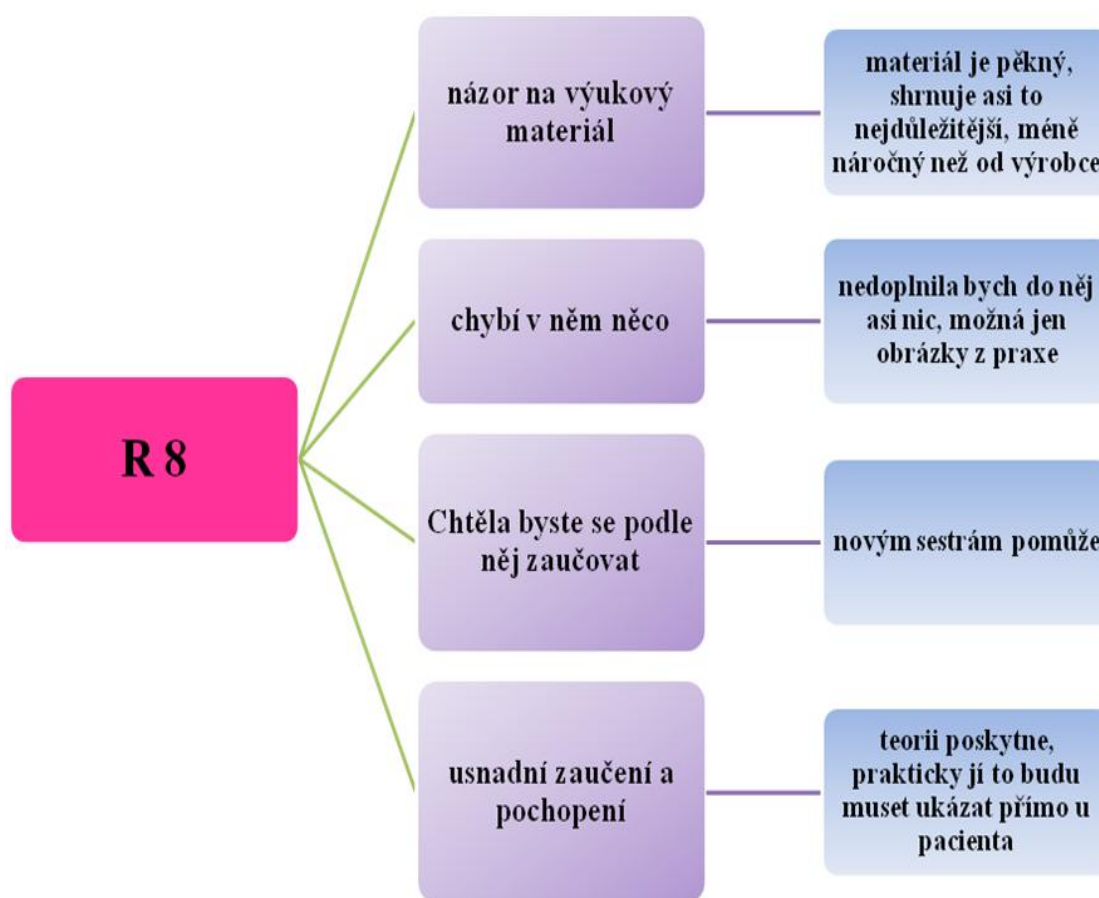 R 8
názor na výukový
materiál
materiál je pěkný,
shrnuje asi to
nejdůležitější, méně
náročný než od výrobce
chybí v něm něco
nedoplnila bych do něj
asi nic, možná jen
obrázky z praxe
Chtěla byste se podle
něj zaučovat
novým sestrám pomůže
usnadní zaučení a
pochopení
teorii poskytne,
prakticky jí to budu
muset ukázat přímo u
pacienta